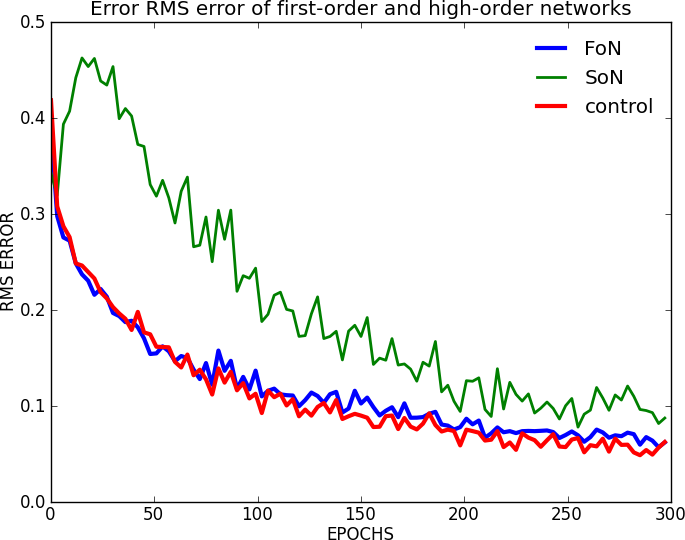 Error RMS error of first-order and high-order networks
0.5
0.4
0.3
0.2
0.1
0.0
RMS ERROR
FoN
SoN
control
0 50 100 150 200 250 300
EPOCHS